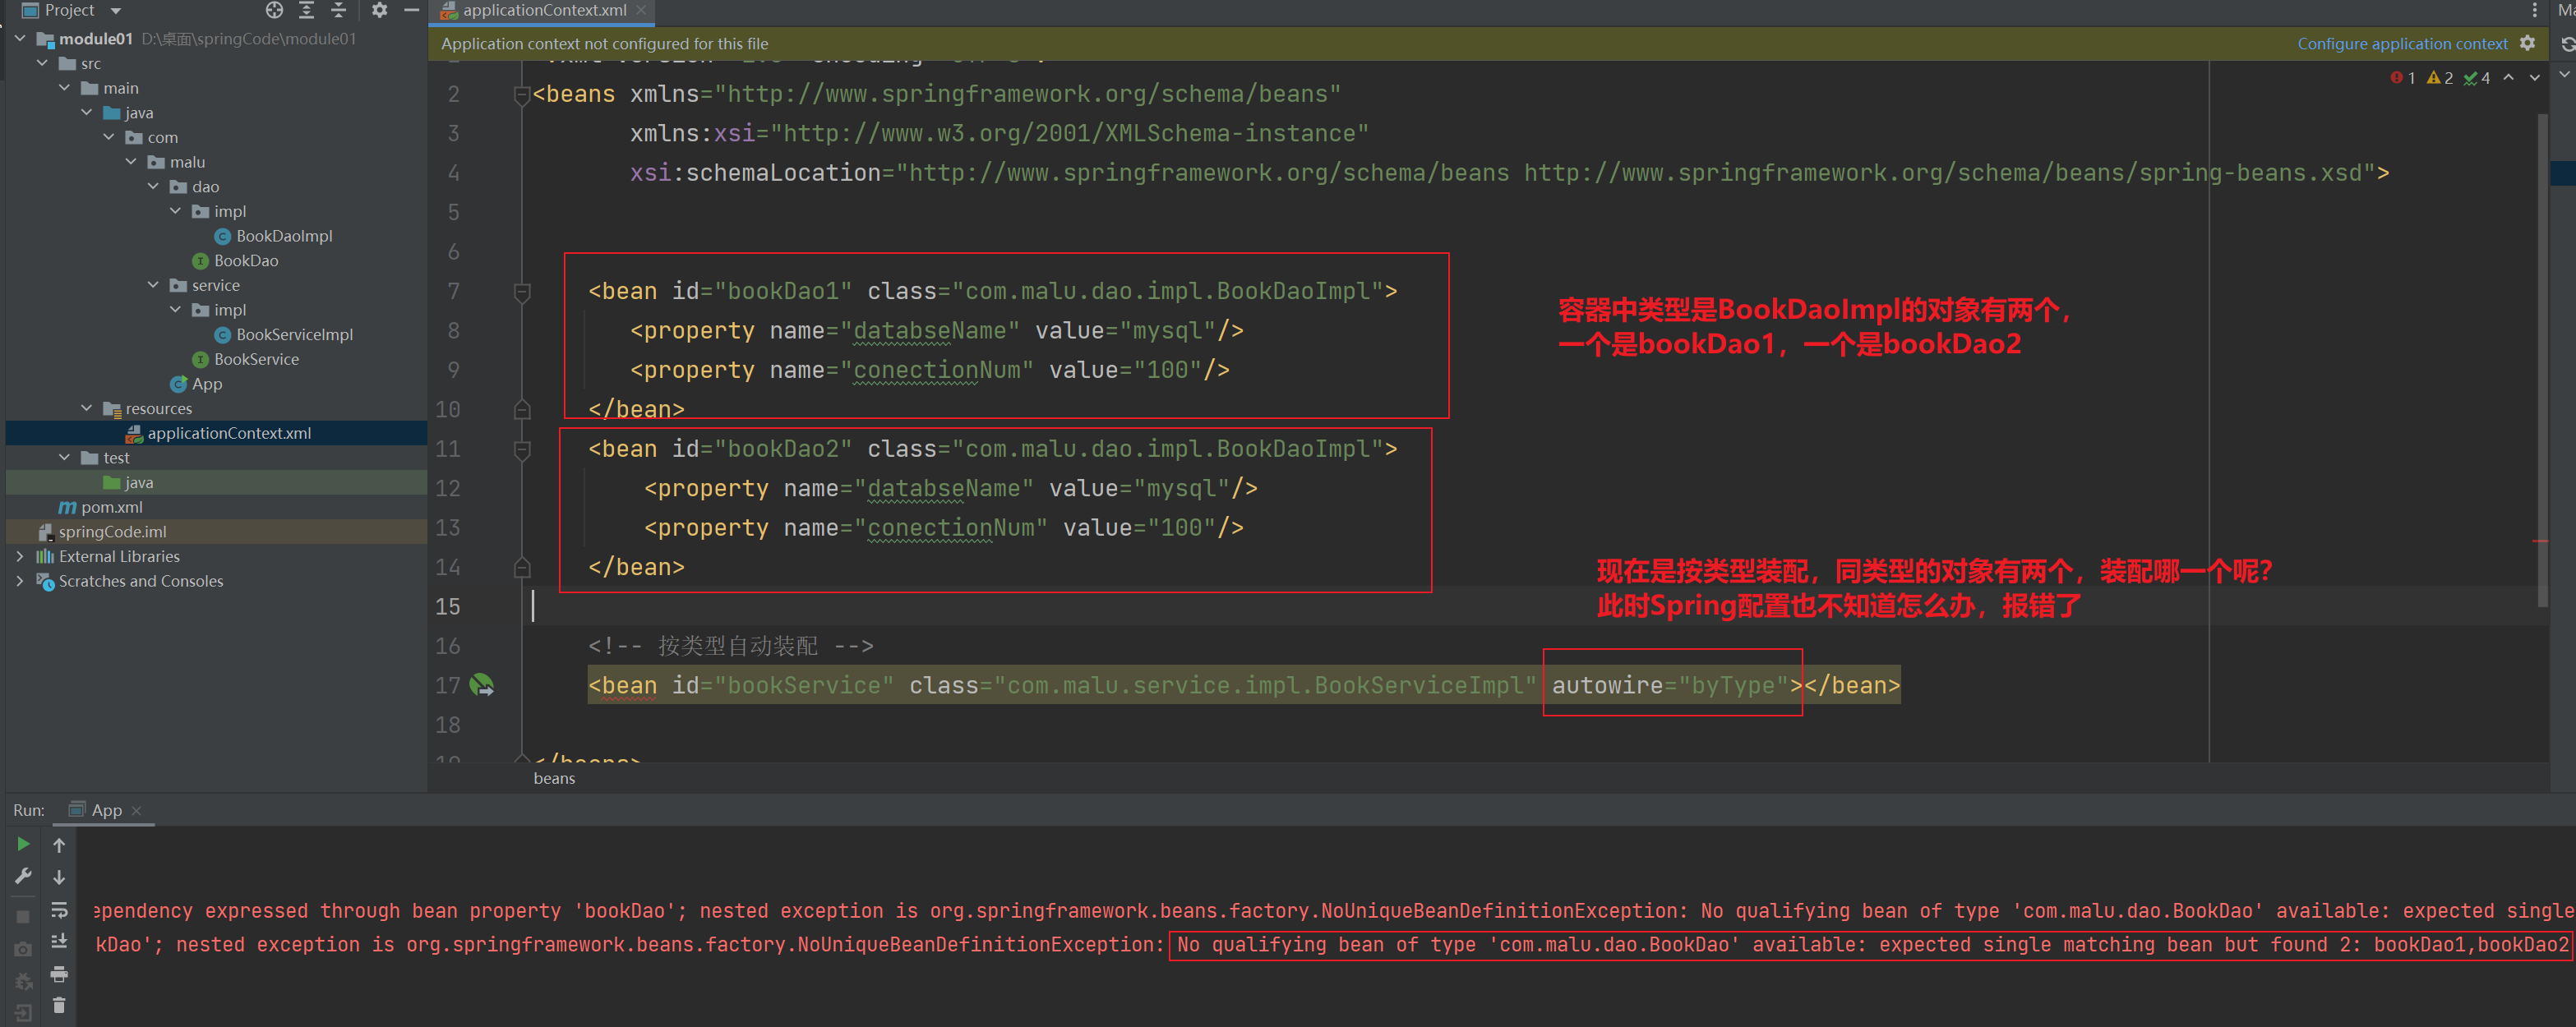 Project
module01 D:\桌面\springCode\module01
src
main
java
com
malu
dao
impl
BookDaoImpl
BookDao
service
impl
BookServiceImpl
BookService
App
resources
applicationContext.xml
test
java
pom.xml
springCode.iml
External Libraries
Scratches and Consoles
applicationContext.xml
Application context not configured for this file
Configure application context
1 2 4
2 <beans xmlns="http://www.springframework.org/schema/beans"
3 xmlns:xsi="http://www.w3.org/2001/XMLSchema-instance"
4 xsi:schemaLocation="http://www.springframework.org/schema/beans http://www.springframework.org/schema/beans/spring-beans.xsd">
5
6
7 <bean id="bookDao1" class="com.malu.dao.impl.BookDaoImpl">
8 <property name="databseName" value="mysql"/>
9 <property name="conectionNum" value="100"/>
10 </bean>
11 <bean id="bookDao2" class="com.malu.dao.impl.BookDaoImpl">
12 <property name="databseName" value="mysql"/>
13 <property name="conectionNum" value="100"/>
14 </bean>
15
16 <!-- 按类型自动装配 -->
17 <bean id="bookService" class="com.malu.service.impl.BookServiceImpl" autowire="byType"></bean>
18
容器中类型是BookDaoImpl的对象有两个，
一个是bookDao1，一个是bookDao2
现在是按类型装配，同类型的对象有两个，装配哪一个呢？
此时Spring配置也不知道怎么办，报错了
beans
Run: App
ependency expressed through bean property 'bookDao'; nested exception is org.springframework.beans.factory.NoUniqueBeanDefinitionException: No qualifying bean of type 'com.malu.dao.BookDao' available: expected single
kDao'; nested exception is org.springframework.beans.factory.NoUniqueBeanDefinitionException: No qualifying bean of type 'com.malu.dao.BookDao' available: expected single matching bean but found 2: bookDao1,bookDao2